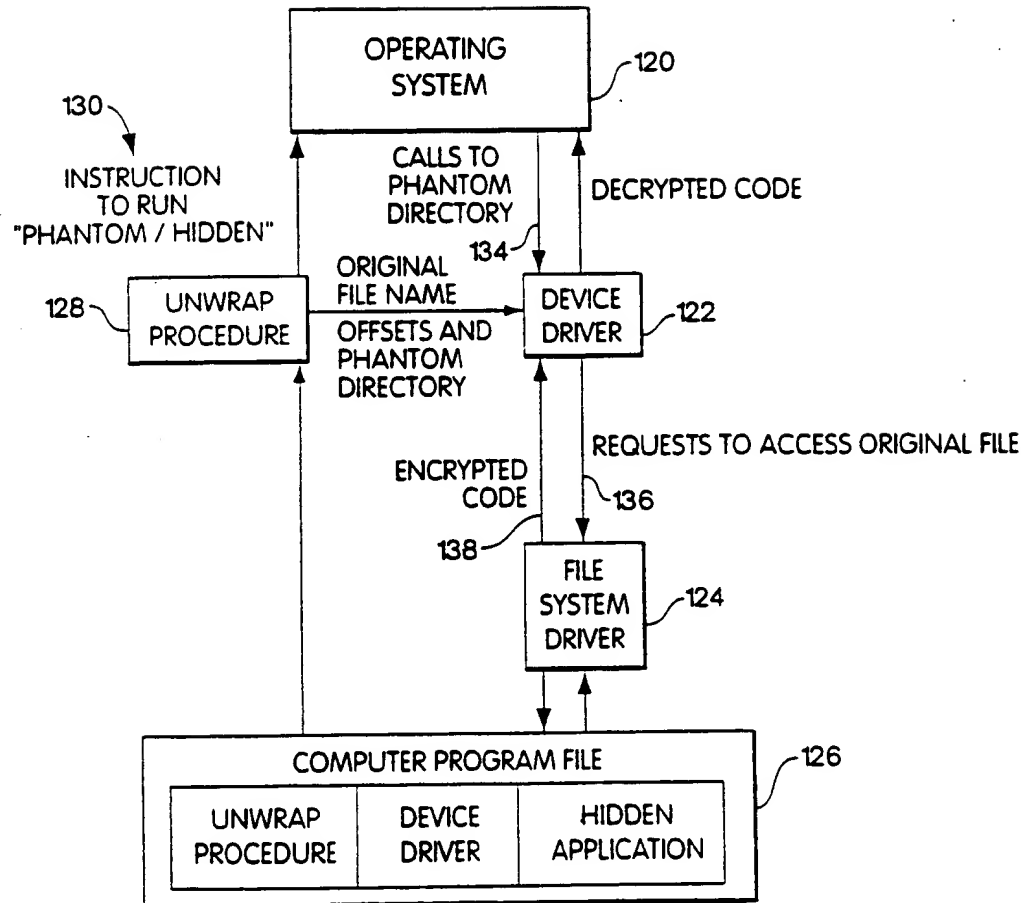 OPERATING
SYSTEM
120
130
INSTRUCTION
TO RUN
"PHANTOM / HIDDEN"
CALLS TO
PHANTOM
DIRECTORY
134
DECRYPTED CODE
128
UNWRAP
PROCEDURE
ORIGINAL
FILE NAME
OFFSETS AND
PHANTOM
DIRECTORY
DEVICE
DRIVER
122
ENCRYPTED
CODE
138
REQUESTS TO ACCESS ORIGINAL FILE
136
FILE
SYSTEM
DRIVER
124
COMPUTER PROGRAM FILE
126
UNWRAP
PROCEDURE
DEVICE
DRIVER
HIDDEN
APPLICATION